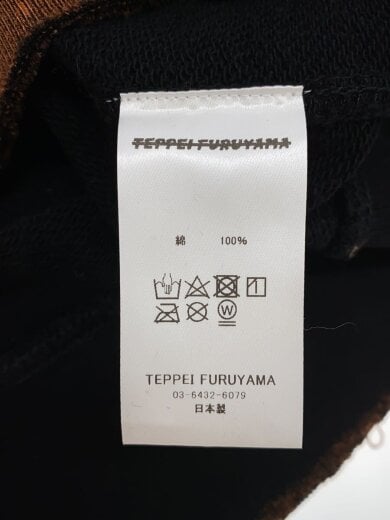 TEPPEI FURUYAMA
綿 100%
W
TEPPEI FURUYAMA
03-6432-6079
日本製